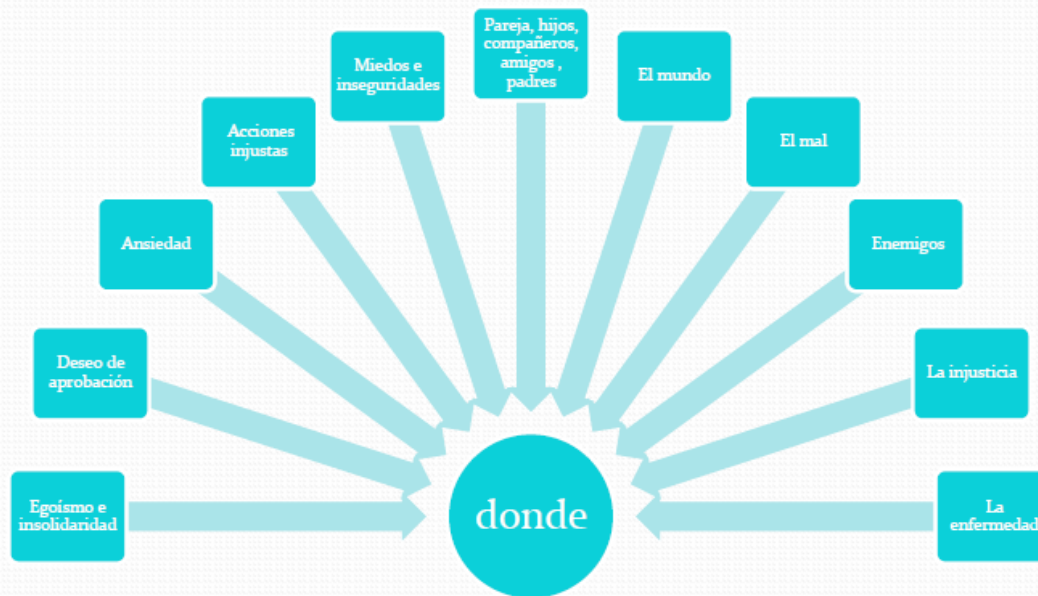 Egoísmo e
insolidaridad
Deseo de
aprobación
Ansiedad
Acciones
injustas
Miedos e
inseguridades
Pareja, hijos,
compañeros,
amigos ,
padres
El mundo
El mal
Enemigos
La injusticia
La
enfermedad
donde